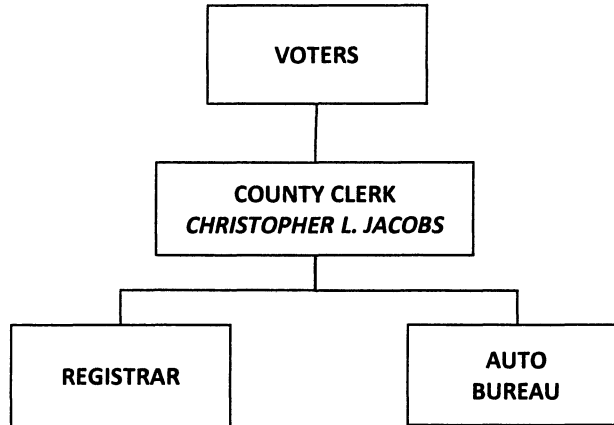 VOTERS
COUNTY CLERK
CHRISTOPHER L. JACOBS
REGISTRAR
AUTO
BUREAU